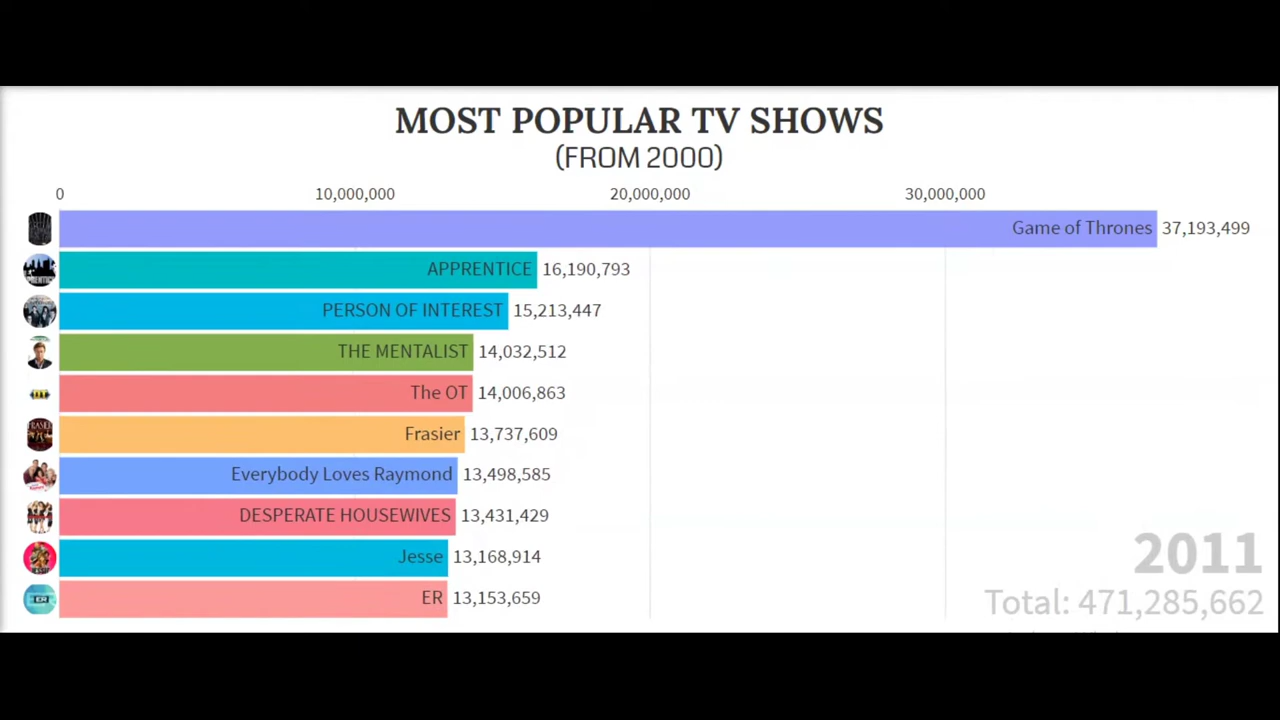 MOST POPULAR TV SHOWS
(FROM 2000)
0 10,000,000 20,000,000 30,000,000
Game of Thrones 37,193,499
APPRENTICE 16,190,793
PERSON OF INTEREST 15,213,447
THE MENTALIST 14,032,512
The OT 14,006,863
Frasier 13,737,609
Everybody Loves Raymond 13,498,585
DESPERATE HOUSEWIVES 13,431,429
Jesse 13,168,914
ER 13,153,659
2011
Total: 471,285,662